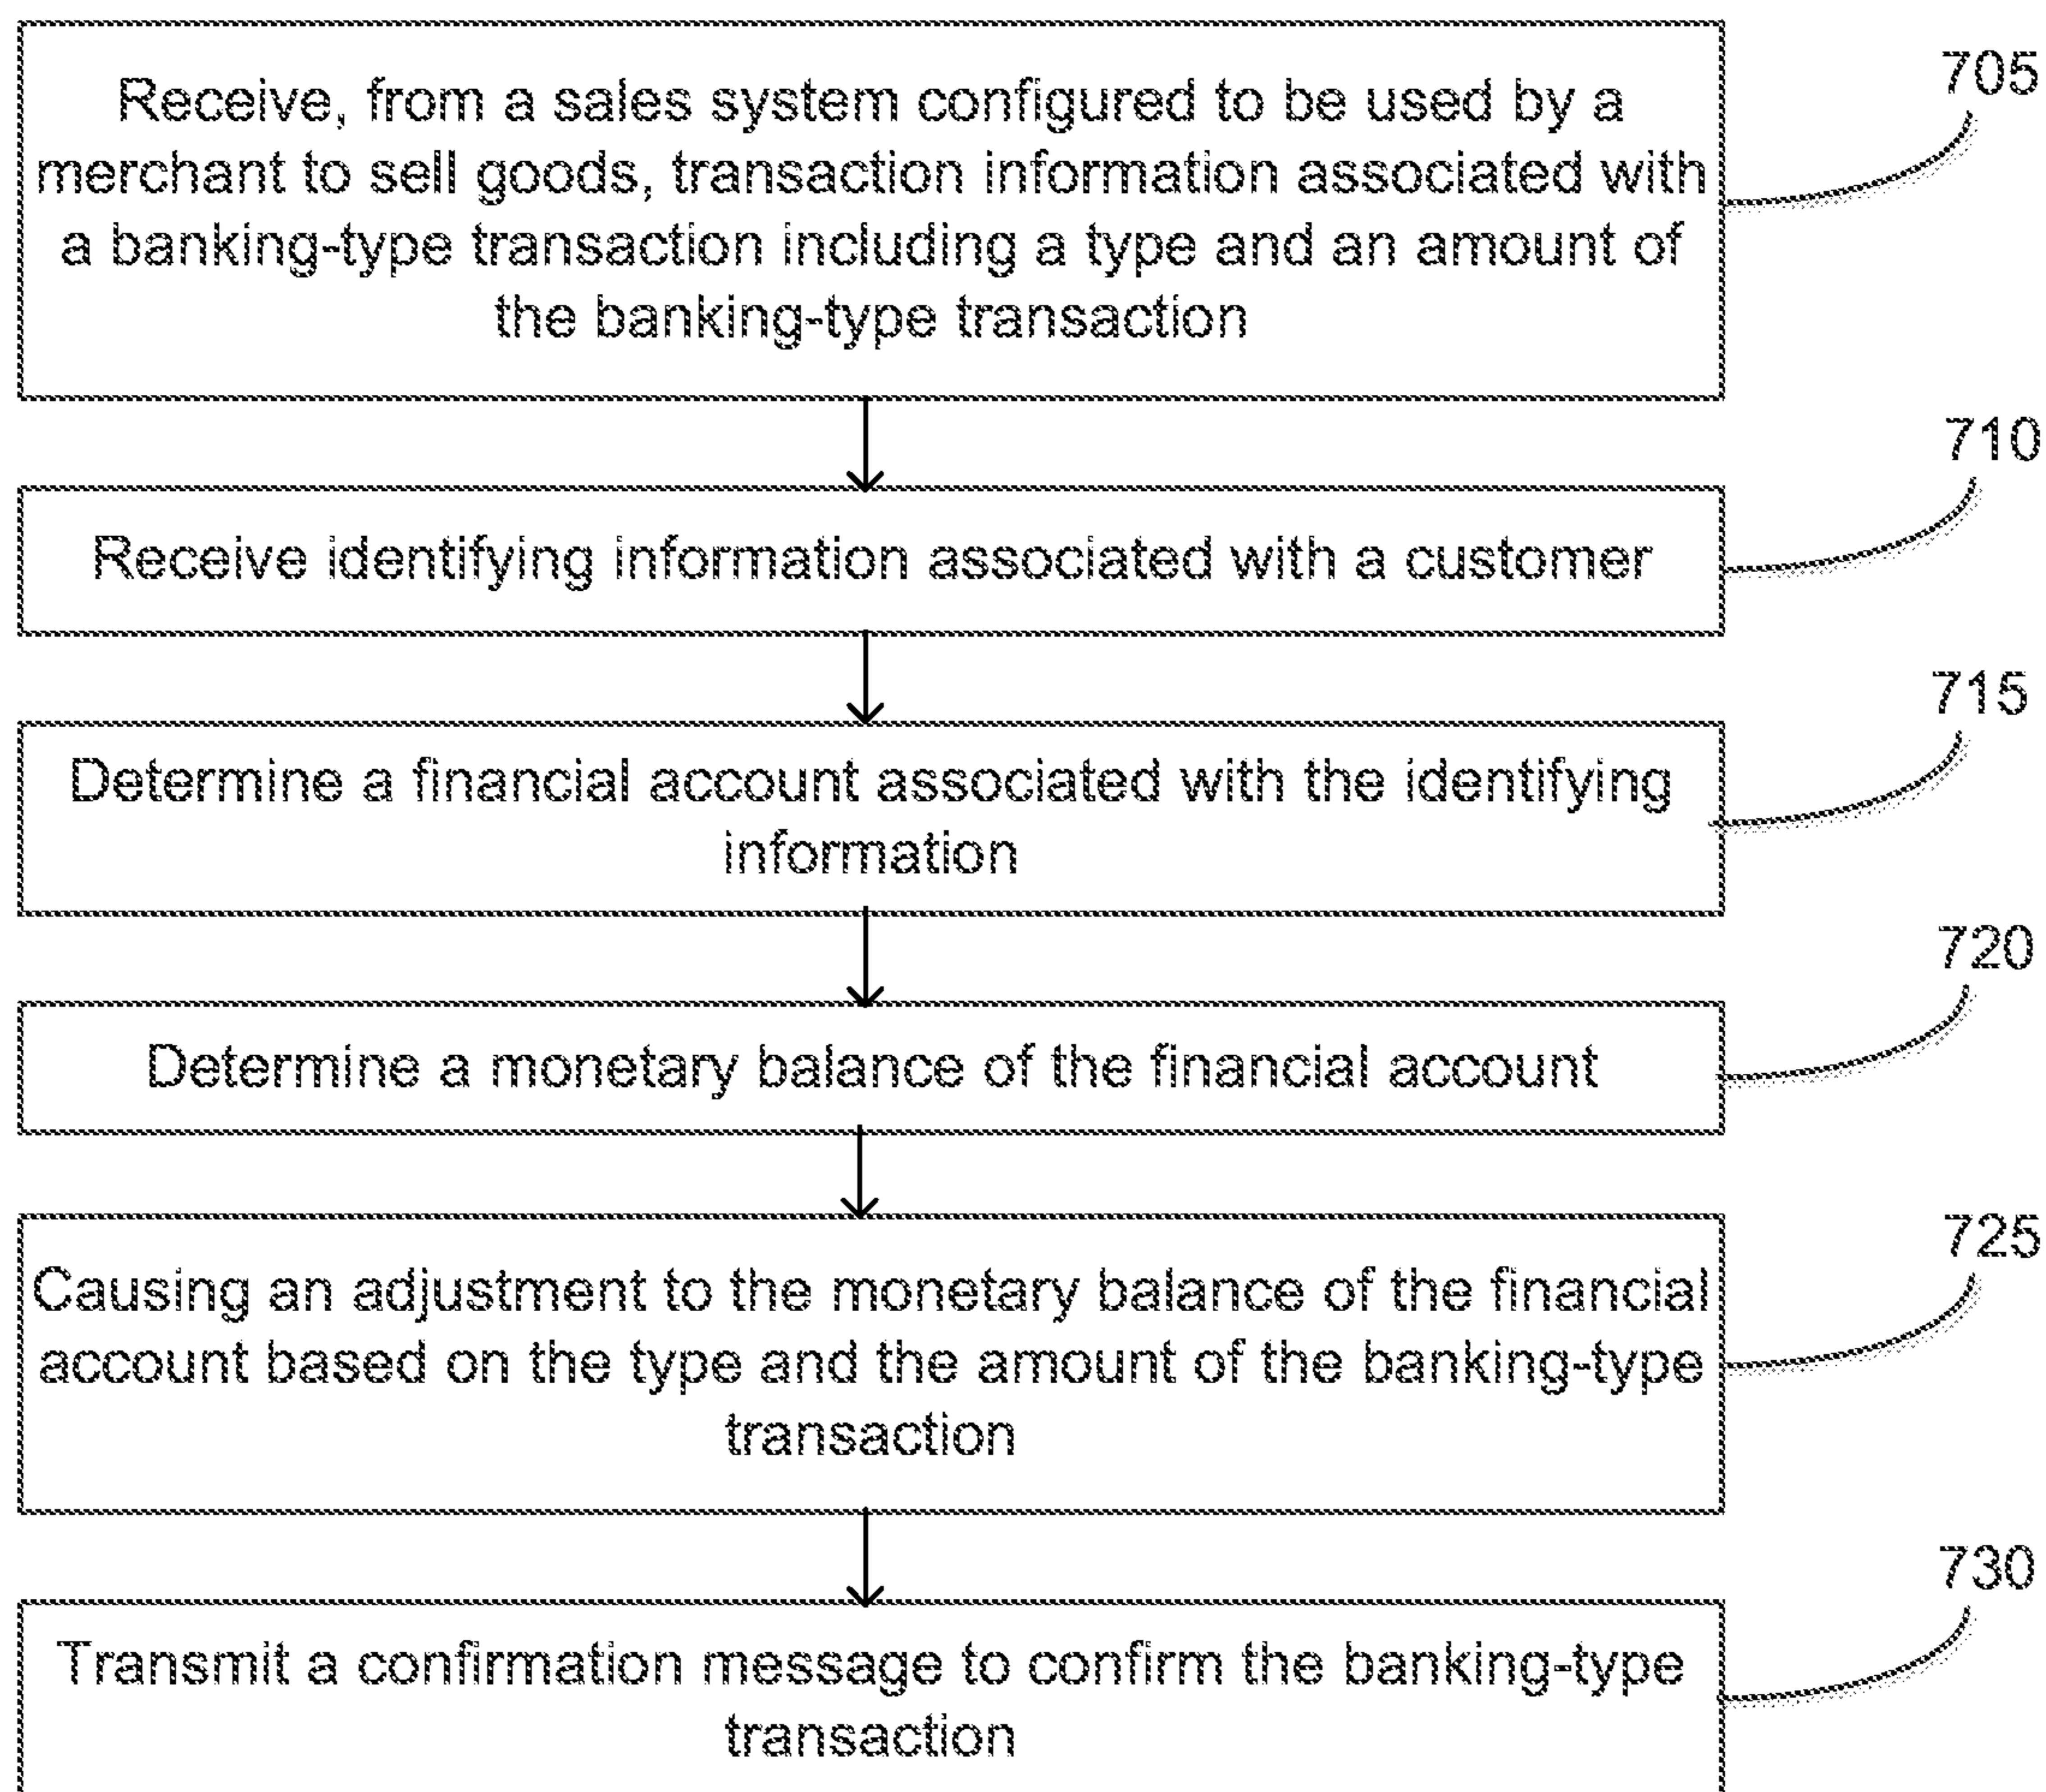 Receive, from a sales system configured to be used by a
merchant to sell goods, transaction information associated with
a banking-type transaction including a type and an amount of
the banking-type transaction
705
Receive identifying information associated with a customer
710
Determine a financial account associated with the identifying
information
715
Determine a monetary balance of the financial account
720
Causing an adjustment to the monetary balance of the financial
account based on the type and the amount of the banking-type
transaction
725
Transmit a confirmation message to confirm the banking-type
transaction
730